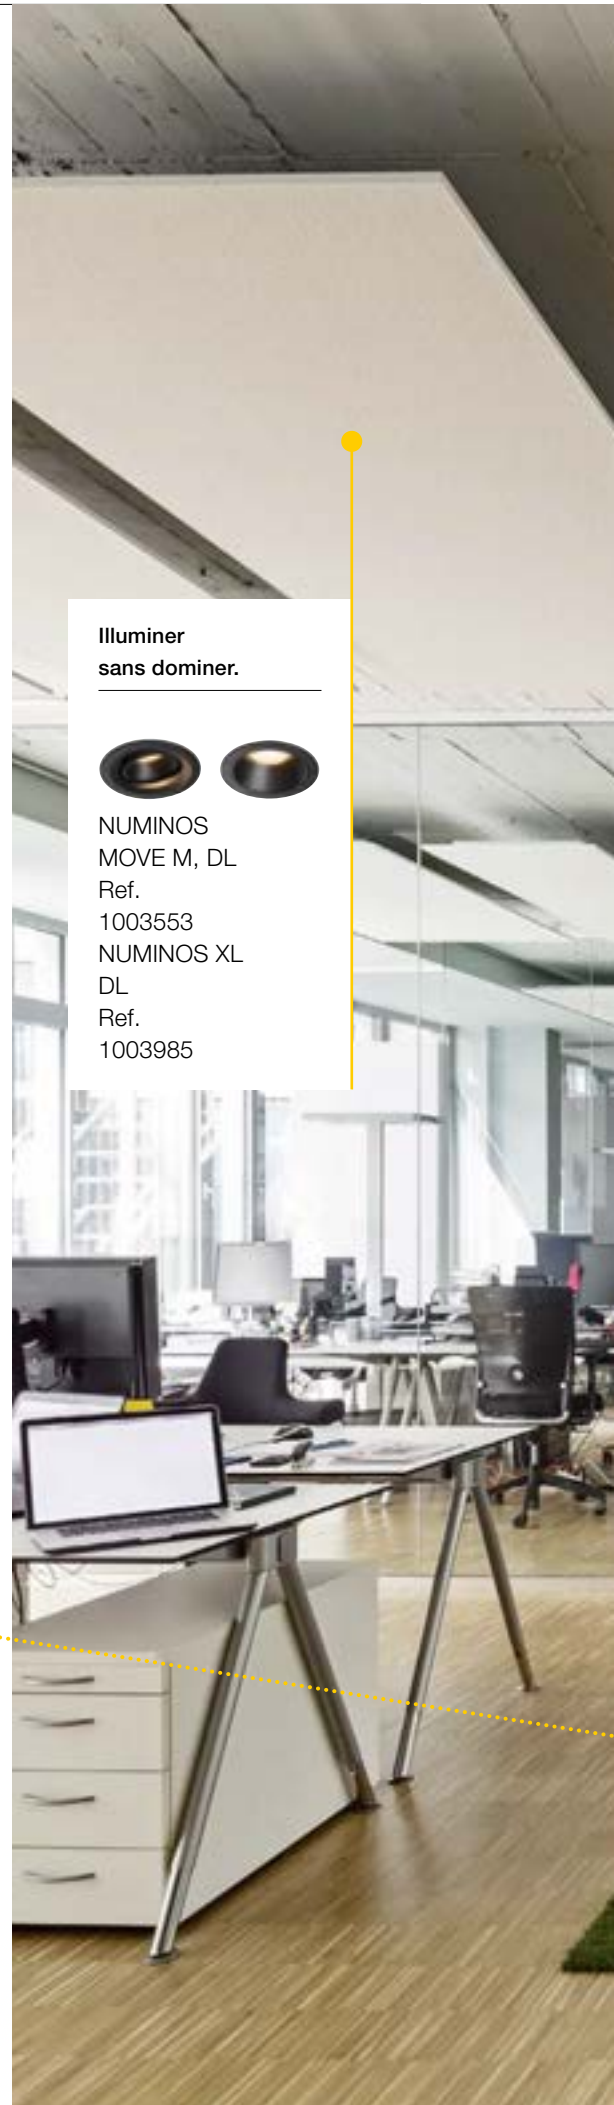 Illuminer
sans dominer.
NUMINOS
MOVE M, DL
Ref.
1003553
NUMINOS XL
DL
Ref.
1003985